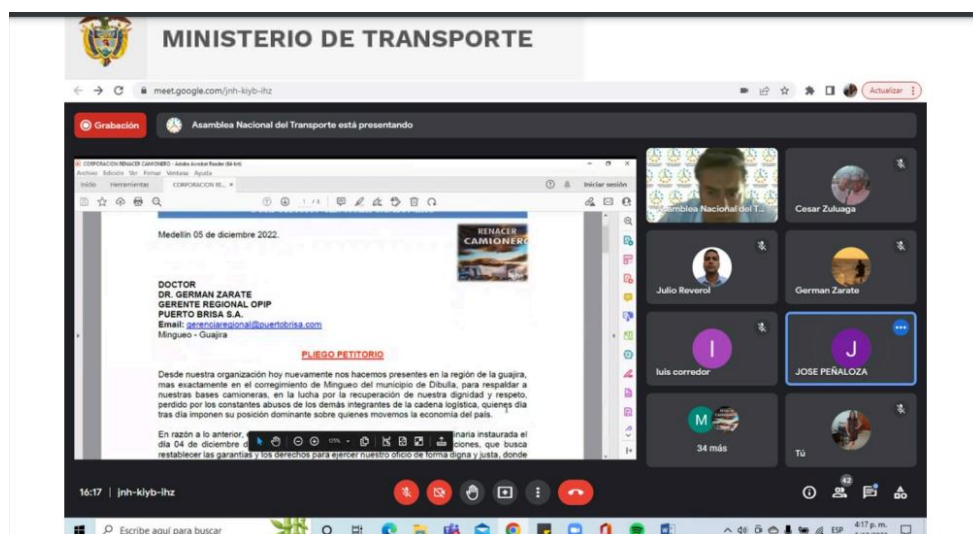 MINISTERIO DE TRANSPORTE
meet.google.com/jnh-kiyb-ihz
Actualizar
Grabación
Asamblea Nacional del Transporte está presentando
CORPORACION RENACER CAMIONERO - Adobe Acrobat Reader (64-bit)
Archivo Edición Ver Firmar Ventana Ayuda
Inicio Herramientas CORPORACION RE...
Iniciar sesión
1 / 4
Medellín 05 de diciembre 2022.
RENACER
CAMIONERO
DOCTOR
DR. GERMAN ZARATE
GERENTE REGIONAL OPIP
PUERTO BRISA S.A.
Email: gerenciaregional@puertobrisa.com
Mingueo - Guajira
PLIEGO PETITORIO
Desde nuestra organización hoy nuevamente nos hacemos presentes en la región de la guajira,
mas exactamente en el corregimiento de Mingueo del municipio de Dibulla, para respaldar a
nuestras bases camioneras, en la lucha por la recuperación de nuestra dignidad y respeto,
perdido por los constantes abusos de los demás integrantes de la cadena logística, quienes día
tras día imponen su posición dominante sobre quienes movemos la economía del país.
En razón a lo anterior, inaria instaurada el
día 04 de diciembre d ciones, que busca
restablecer las garantías y los derechos para ejercer nuestro oficio de forma digna y justa, donde
125%
Asamblea Nacional del T...
Cesar Zuluaga
Julio Reverol
German Zarate
I
luis corredor
J
JOSE PEÑALOZA
M
34 más
Tú
16:17 | jnh-kiyb-ihz
42
Escribe aquí para buscar
ESP
4:17 p. m.